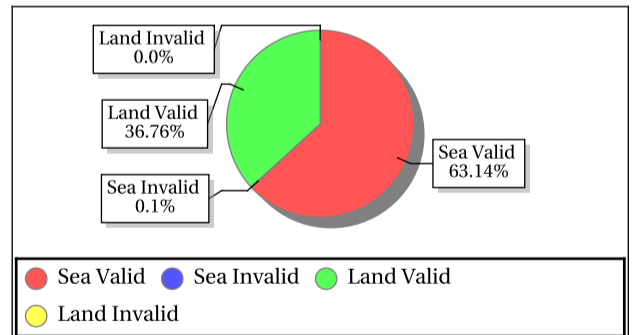 Land Invalid
0.0%
Land Valid
36.76%
Sea Invalid
0.1%
Sea Valid
63.14%
Sea Valid Sea Invalid Land Valid
Land Invalid